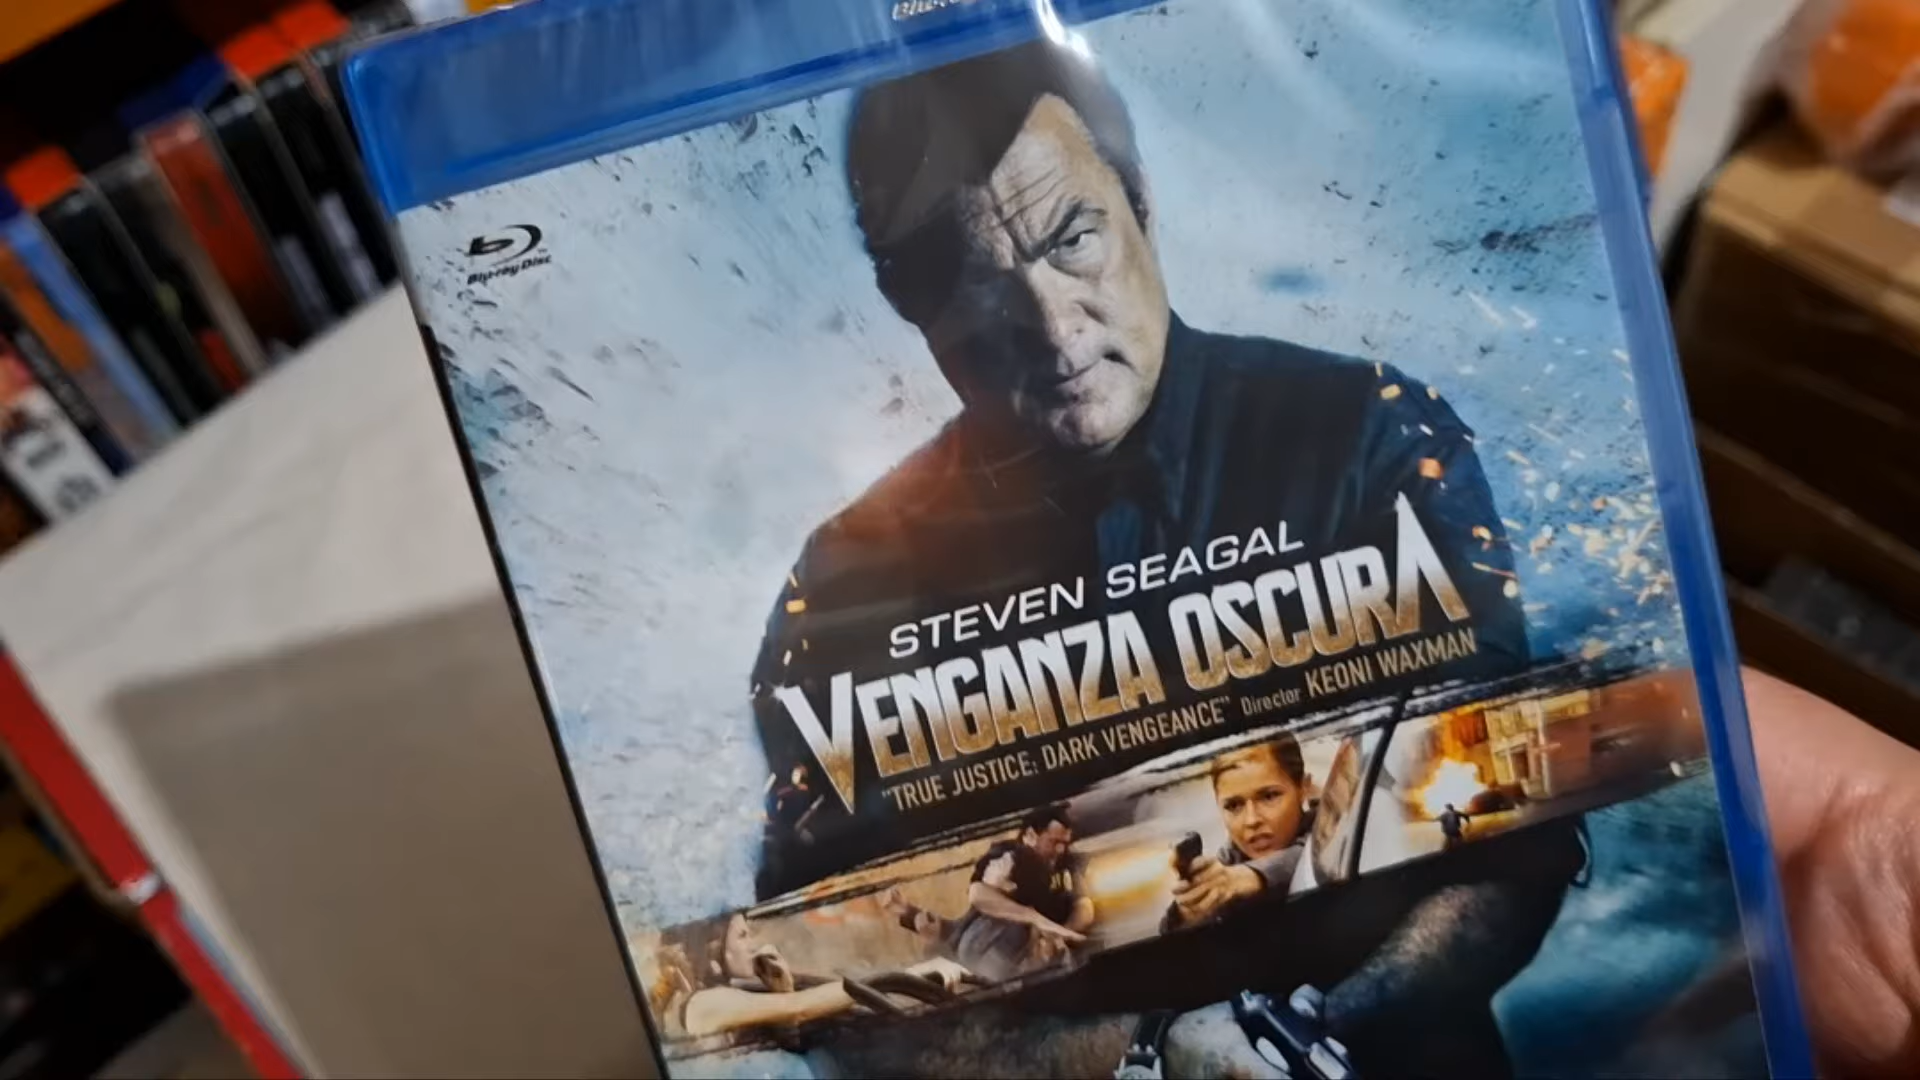 Blu-ray Disc
STEVEN SEAGAL
VENGANZA OSCURA
"TRUE JUSTICE: DARK VENGEANCE" Director KEONI WAXMAN